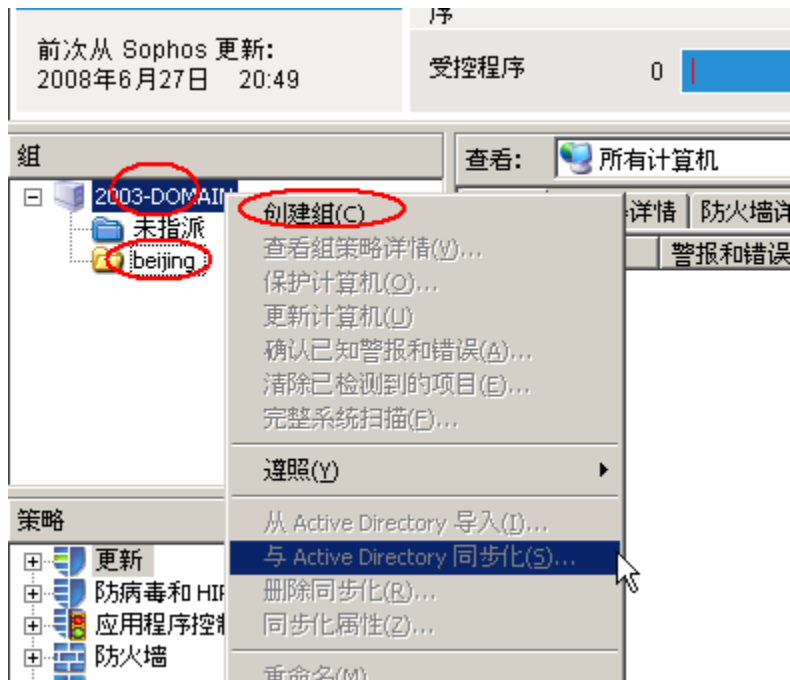 序
前次从 Sophos 更新:
2008年6月27日 20:49
受控程序 0
组
查看: 所有计算机
2003-DOMAIN
未指派
beijing
详情 防火墙详
警报和错误
创建组(C)
查看组策略详情(V)...
保护计算机(O)...
更新计算机(U)
确认已知警报和错误(A)...
清除已检测到的项目(E)...
完整系统扫描(F)...
遵照(Y)
从 Active Directory 导入(I)...
与 Active Directory 同步化(S)...
删除同步化(R)...
同步化属性(Z)...
重命名(M)
策略
更新
防病毒和 HIP
应用程序控制
防火墙